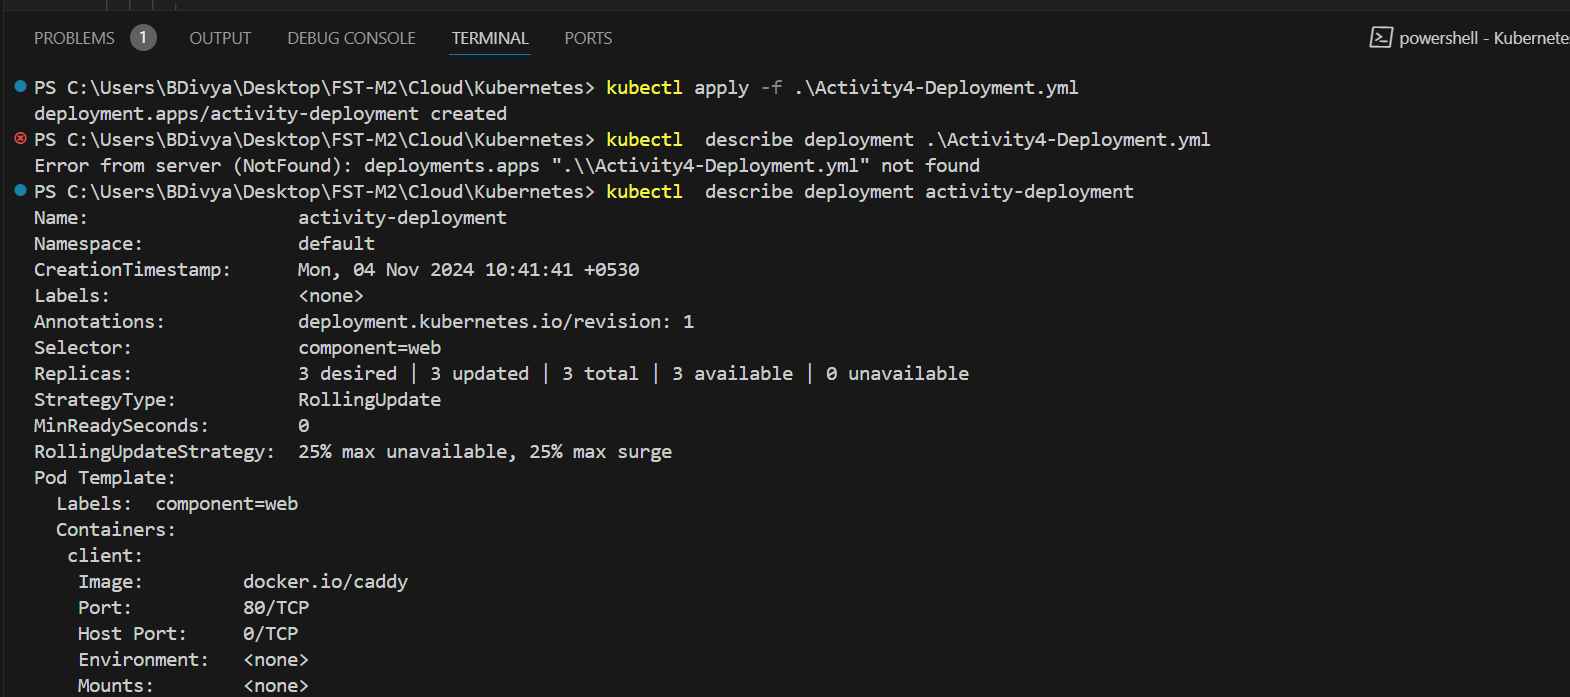 PROBLEMS 1 OUTPUT DEBUG CONSOLE TERMINAL PORTS powershell - Kubernetes
PS C:\Users\BDivya\Desktop\FST-M2\Cloud\Kubernetes> kubectl apply -f .\Activity4-Deployment.yml
deployment.apps/activity-deployment created
PS C:\Users\BDivya\Desktop\FST-M2\Cloud\Kubernetes> kubectl  describe deployment .\Activity4-Deployment.yml
Error from server (NotFound): deployments.apps ".\\Activity4-Deployment.yml" not found
PS C:\Users\BDivya\Desktop\FST-M2\Cloud\Kubernetes> kubectl  describe deployment activity-deployment
Name:                   activity-deployment
Namespace:              default
CreationTimestamp:      Mon, 04 Nov 2024 10:41:41 +0530
Labels:                 <none>
Annotations:            deployment.kubernetes.io/revision: 1
Selector:               component=web
Replicas:               3 desired | 3 updated | 3 total | 3 available | 0 unavailable
StrategyType:           RollingUpdate
MinReadySeconds:        0
RollingUpdateStrategy:  25% max unavailable, 25% max surge
Pod Template:
  Labels:  component=web
  Containers:
   client:
    Image:         docker.io/caddy
    Port:          80/TCP
    Host Port:     0/TCP
    Environment:   <none>
    Mounts:        <none>